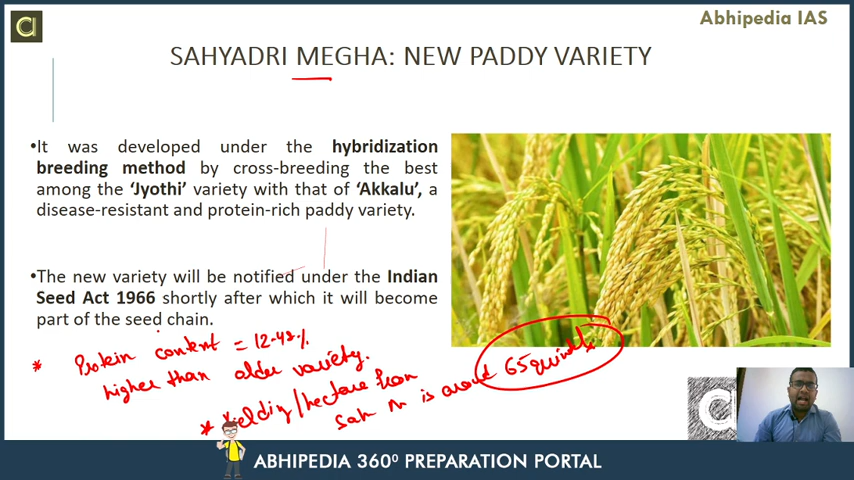 Abhipedia IAS
SAHYADRI MEGHA: NEW PADDY VARIETY
•It was developed under the hybridization
breeding method by cross-breeding the best
among the ‘Jyothi’ variety with that of ‘Akkalu’, a
disease-resistant and protein-rich paddy variety.
•The new variety will be notified under the Indian
Seed Act 1966 shortly after which it will become
part of the seed chain.
* Protein content = 12.48%
higher than older variety.
* Yielding/hectare from
Sah M is around 65 quintals
a
ABHIPEDIA 360⁰ PREPARATION PORTAL